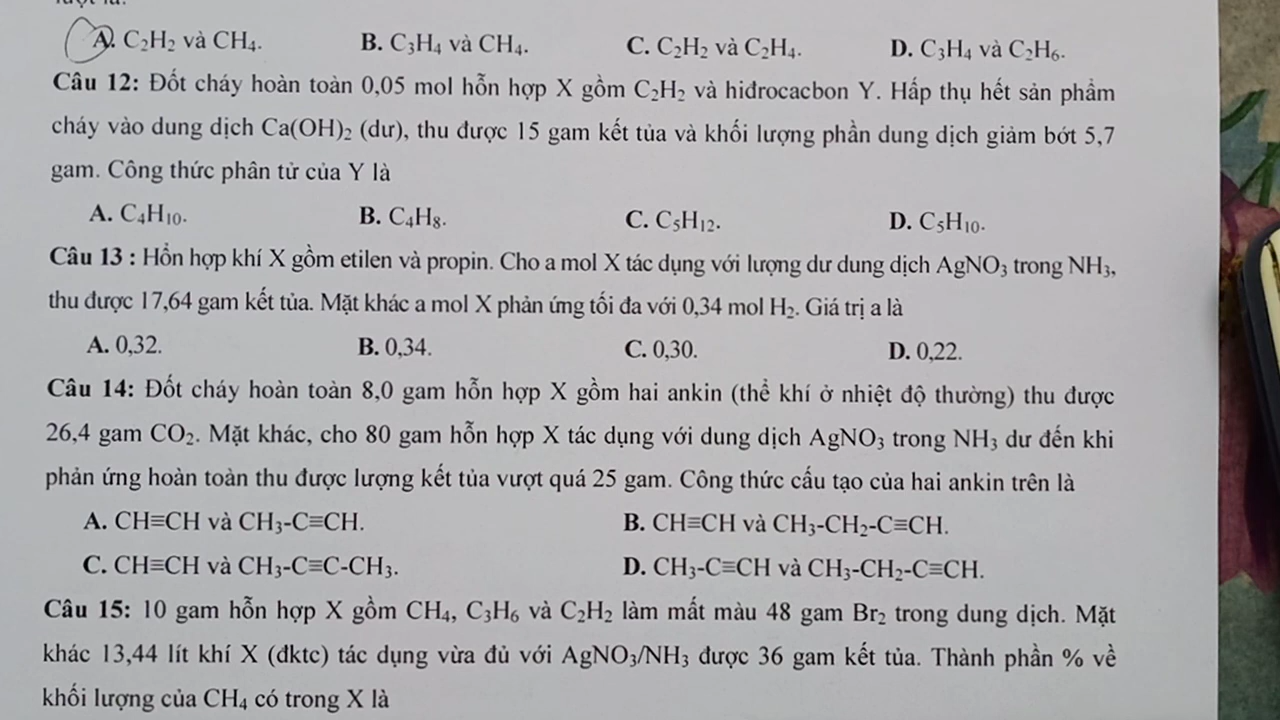 A. C₂H₂ và CH₄. B. C₃H₄ và CH₄. C. C₂H₂ và C₂H₄. D. C₃H₄ và C₂H₆.
Câu 12: Đốt cháy hoàn toàn 0,05 mol hỗn hợp X gồm C₂H₂ và hiđrocacbon Y. Hấp thụ hết sản phẩm
cháy vào dung dịch Ca(OH)₂ (dư), thu được 15 gam kết tủa và khối lượng phần dung dịch giảm bớt 5,7
gam. Công thức phân tử của Y là
A. C₄H₁₀. B. C₄H₈. C. C₅H₁₂. D. C₅H₁₀.
Câu 13 : Hỗn hợp khí X gồm etilen và propin. Cho a mol X tác dụng với lượng dư dung dịch AgNO₃ trong NH₃,
thu được 17,64 gam kết tủa. Mặt khác a mol X phản ứng tối đa với 0,34 mol H₂. Giá trị a là
A. 0,32. B. 0,34. C. 0,30. D. 0,22.
Câu 14: Đốt cháy hoàn toàn 8,0 gam hỗn hợp X gồm hai ankin (thể khí ở nhiệt độ thường) thu được
26,4 gam CO₂. Mặt khác, cho 80 gam hỗn hợp X tác dụng với dung dịch AgNO₃ trong NH₃ dư đến khi
phản ứng hoàn toàn thu được lượng kết tủa vượt quá 25 gam. Công thức cấu tạo của hai ankin trên là
A. CH≡CH và CH₃-C≡CH. B. CH≡CH và CH₃-CH₂-C≡CH.
C. CH≡CH và CH₃-C≡C-CH₃. D. CH₃-C≡CH và CH₃-CH₂-C≡CH.
Câu 15: 10 gam hỗn hợp X gồm CH₄, C₃H₆ và C₂H₂ làm mất màu 48 gam Br₂ trong dung dịch. Mặt
khác 13,44 lít khí X (đktc) tác dụng vừa đủ với AgNO₃/NH₃ được 36 gam kết tủa. Thành phần % về
khối lượng của CH₄ có trong X là